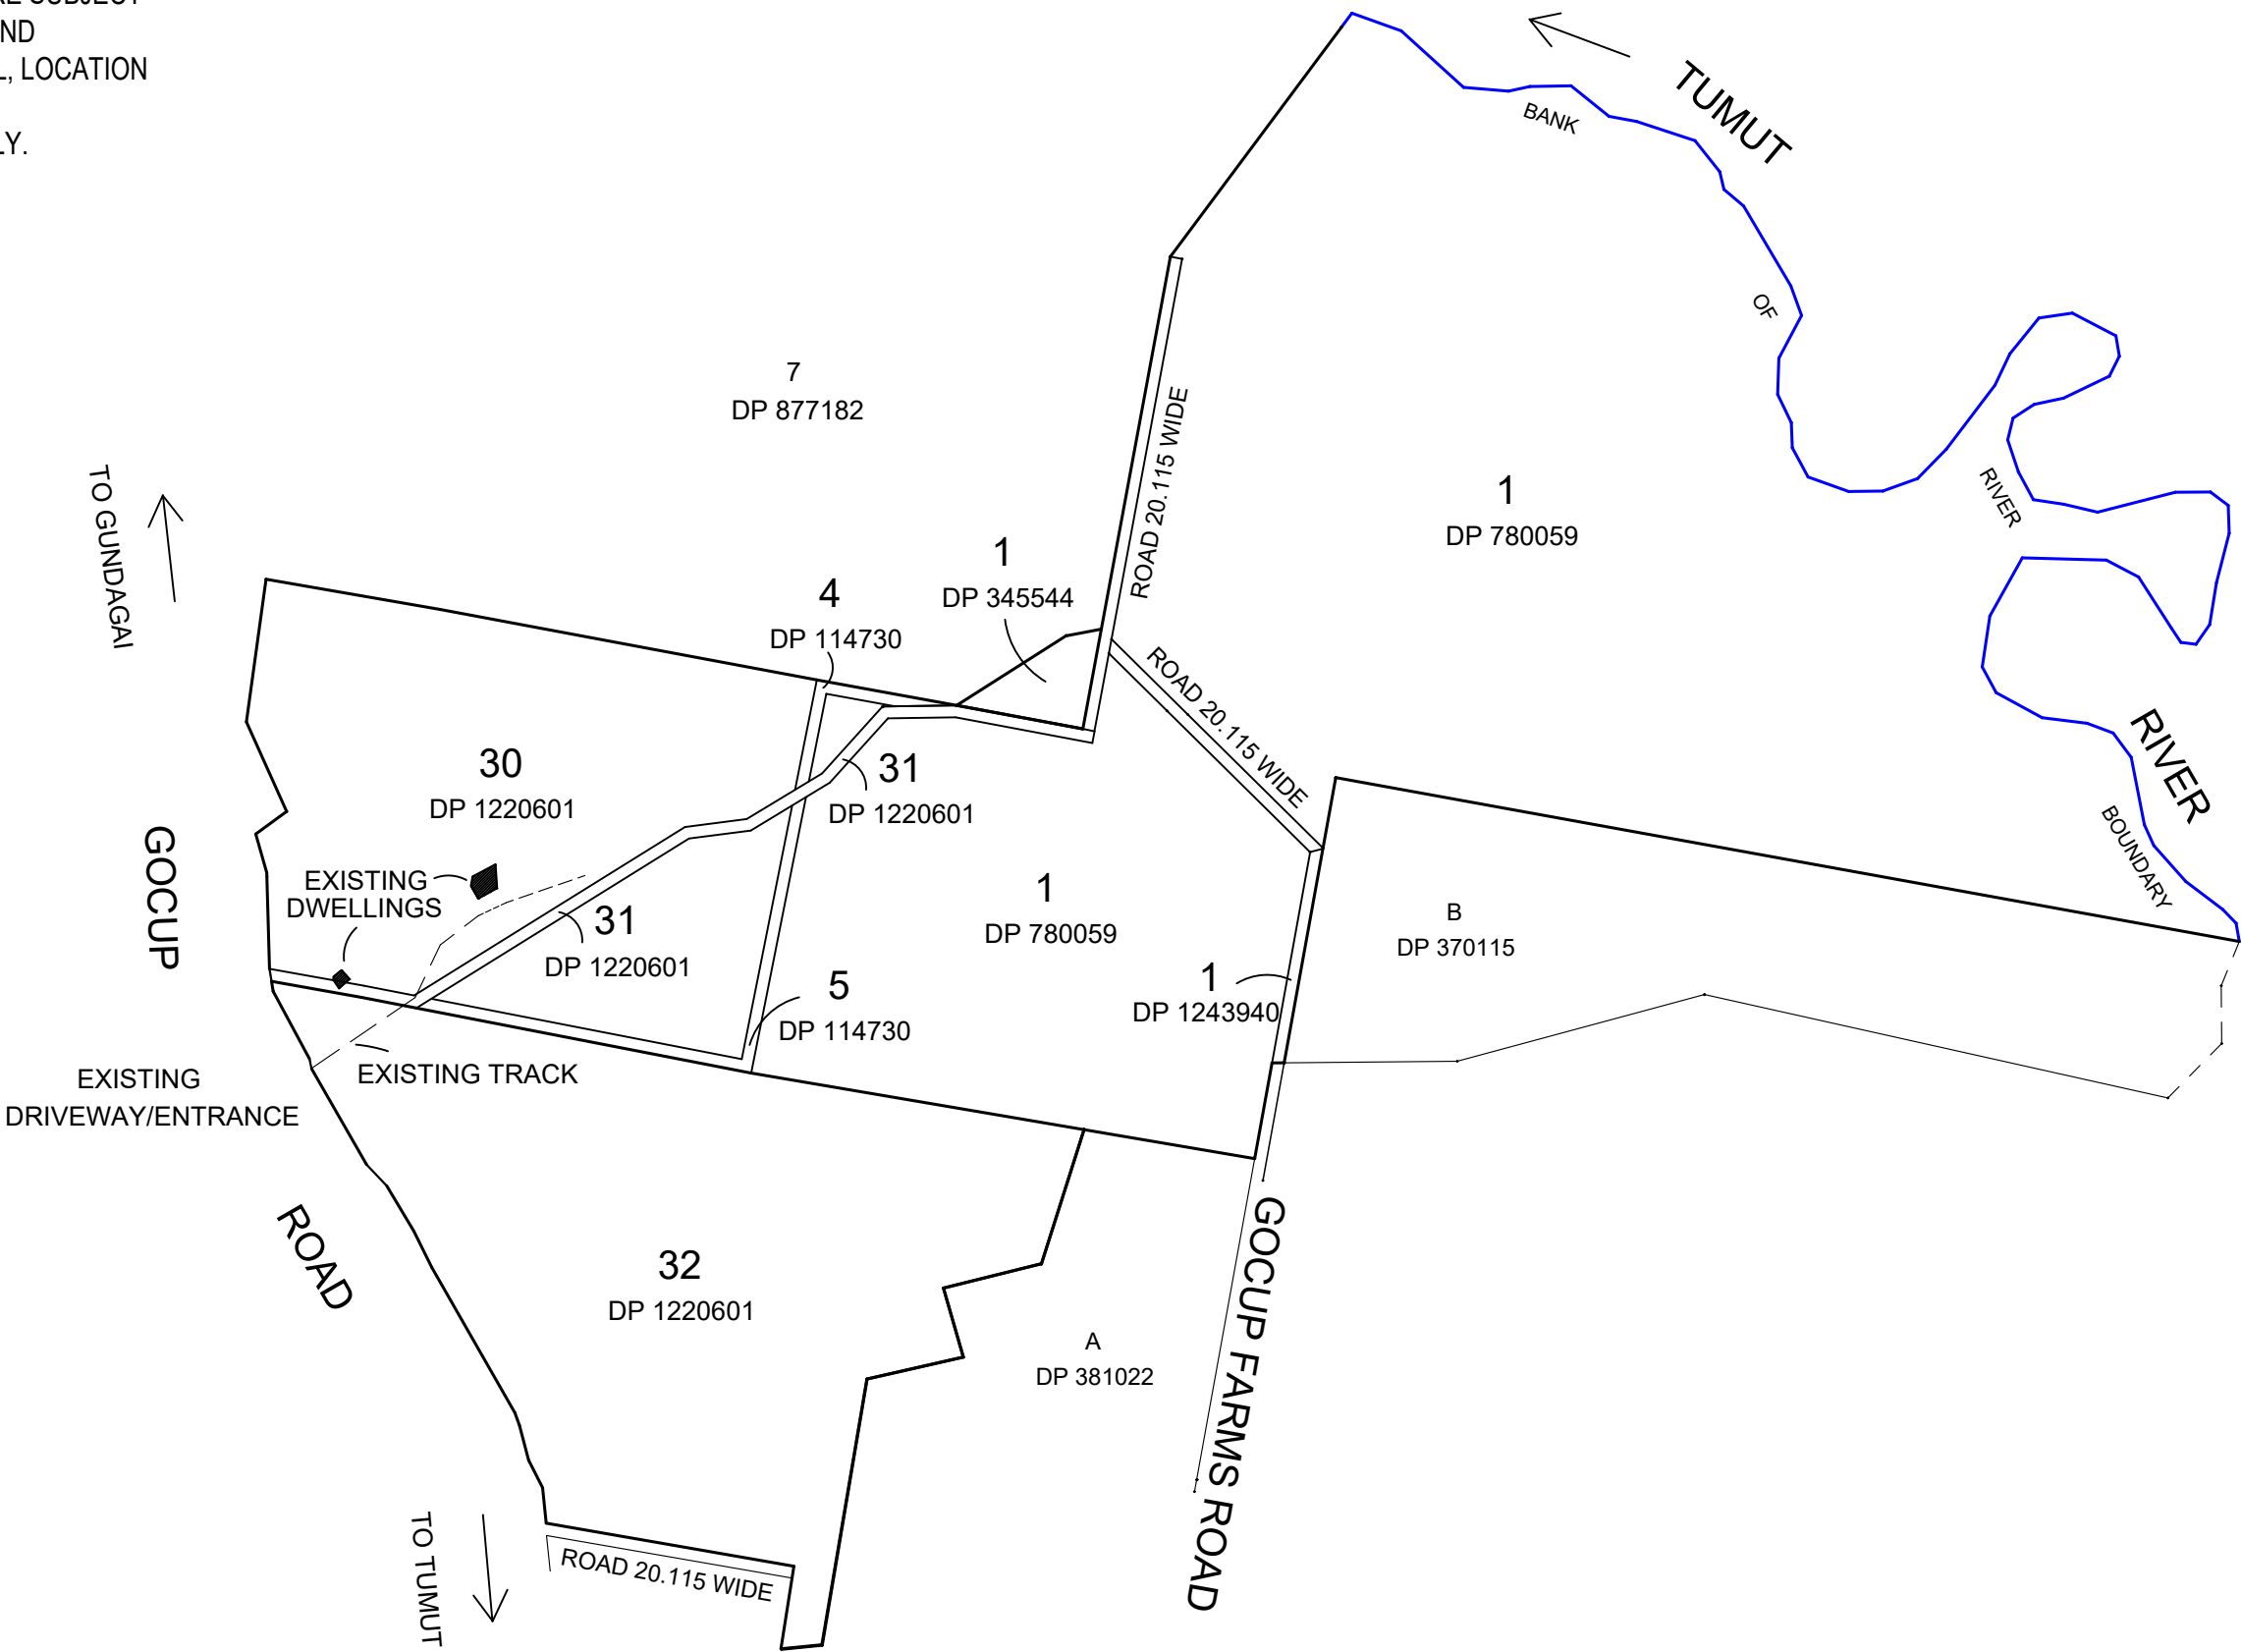 SUBJECT
ND
LOCATION
LY.
TUMUT
BANK
OF
RIVER
RIVER
BOUNDARY
7
DP 877182
TO GUNDAGAI
ROAD 20.115 WIDE
1
DP 780059
1
DP 345544
4
DP 114730
ROAD 20.115 WIDE
30
DP 1220601
31
DP 1220601
GOCUP
EXISTING
DWELLINGS
31
DP 1220601
1
DP 780059
B
DP 370115
1
DP 1243940
5
DP 114730
EXISTING TRACK
EXISTING
DRIVEWAY/ENTRANCE
ROAD
32
DP 1220601
A
DP 381022
GOCUP FARMS ROAD
TO TUMUT
ROAD 20.115 WIDE